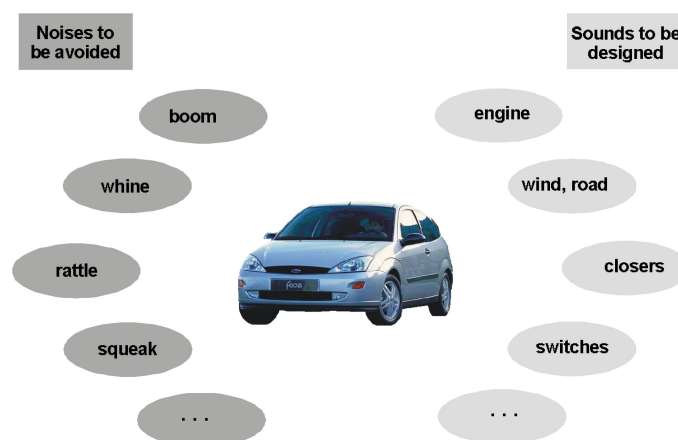 Noises to
be avoided
Sounds to be
designed
boom
engine
whine
wind, road
rattle
closers
squeak
switches
. . .
. . .